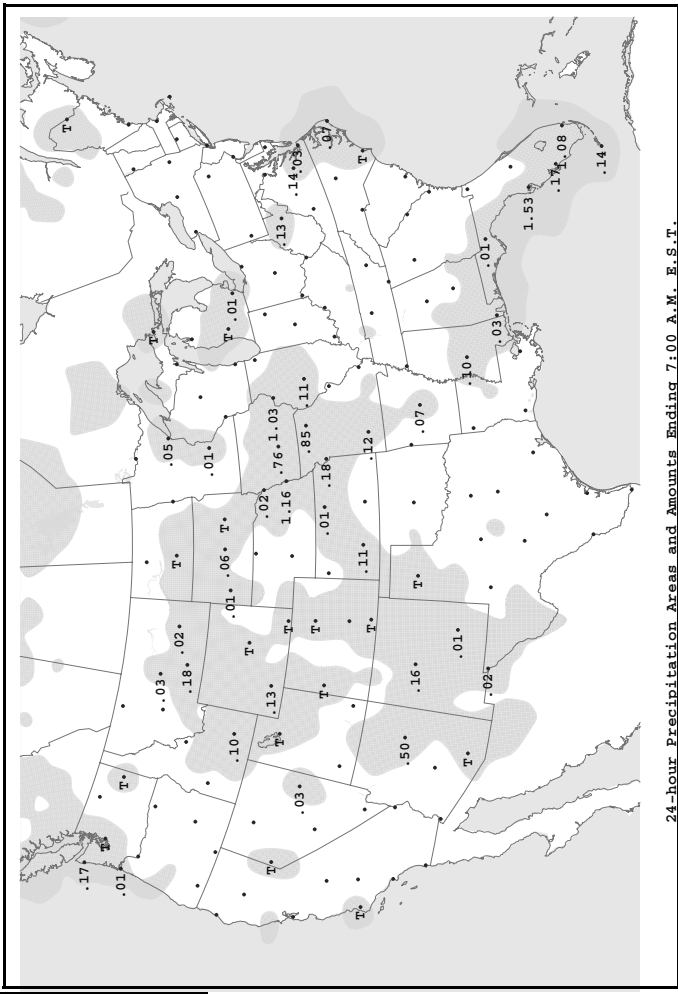 T
.17
T
.01
T
T
.03
.05
T
.02
.18
.01
T
.06
T
.01
.01
.10
T
.02
T
.13
1.03
.76
T
.13
1.16
T
.14
.03
.03
.11
.85
T
T
.01
.18
.07
T
T
.11
.12
T
.50
.16
T
.07
.01
.10
T
.01
.02
.03
1.53
.17
1.08
.14
24-hour Precipitation Areas and Amounts Ending 7:00 A.M. E.S.T.